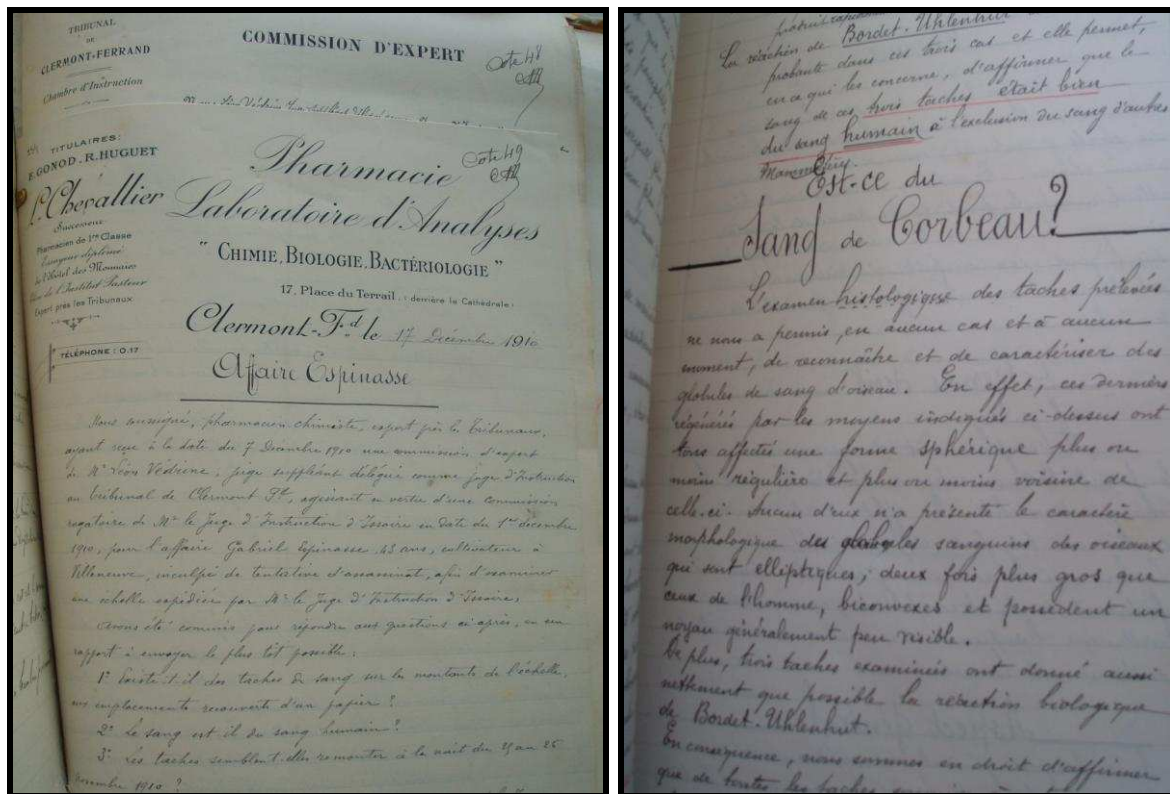 TRIBUNAL
DE
CLERMONT-FERRAND
Chambre d'Instruction
COMMISSION D'EXPERT
Cote 48
TITULAIRES:
E. GONOD. R. HUGUET
L. Chevallier
Successeur
Pharmacien de 1re Classe
Essayeur diplômé
de l'Hôtel des Monnaies
Élève de l'Institut Pasteur
Expert près les Tribunaux
TÉLÉPHONE : 0.17
Cote 49
Pharmacie
Laboratoire d'Analyses
"CHIMIE, BIOLOGIE, BACTÉRIOLOGIE"
17, Place du Terrail (derrière la Cathédrale)
Clermont-Fd le 17 Décembre 1910
Affaire Espinasse
Nous soussigné, pharmacien-chimiste, expert près les tribunaux,
ayant reçu à la date du 7 Décembre 1910 une commission d'expert
de Mr Léon Védrine, juge suppléant délégué comme juge d'Instruction
au tribunal de Clermont Fd, agissant en vertu d'une commission
rogatoire de Mr le Juge d'Instruction d'Issoire en date du 1er décembre
1910, pour l'affaire Gabriel Espinasse, 43 ans, cultivateur à
Villeneuve, inculpé de tentative d'assassinat, afin d'examiner
une échelle expédiée par Mr le Juge d'Instruction d'Issoire,
Avons été commis pour répondre aux questions ci-après, en un
rapport à envoyer le plus tôt possible :
1° Existe-t-il des taches de sang sur les montants de l'échelle,
aux emplacements recouverts d'un papier ?
2° Le sang est-il du sang humain ?
3° Les taches semblent-elles remonter à la nuit du 25 au 26
novembre 1910 ?
La réaction de Bordet-Uhlenhut
probante dans ces trois cas et elle permet,
en ce qui les concerne, d'affirmer que le
sang de ces trois taches était bien
du sang humain à l'exclusion du sang d'autres
Mammifères.
Est-ce du
Sang de Corbeau?
L'examen histologique des taches prélevées
ne nous a permis, en aucun cas et à aucun
moment, de reconnaître et de caractériser des
globules de sang d'oiseau. En effet, ces derniers
régénérés par les moyens indiqués ci-dessus ont
tous affecté une forme sphérique plus ou
moins régulière et plus ou moins voisine de
celle-ci. Aucun d'eux n'a présenté le caractère
morphologique des globules sanguins des oiseaux
qui sont elliptiques, deux fois plus gros que
ceux de l'homme, biconvexes et possèdent un
noyau généralement peu visible.
De plus, trois taches examinées ont donné aussi
nettement que possible la réaction biologique
de Bordet-Uhlenhut.
En conséquence, nous sommes en droit d'affirmer
que de toutes les taches